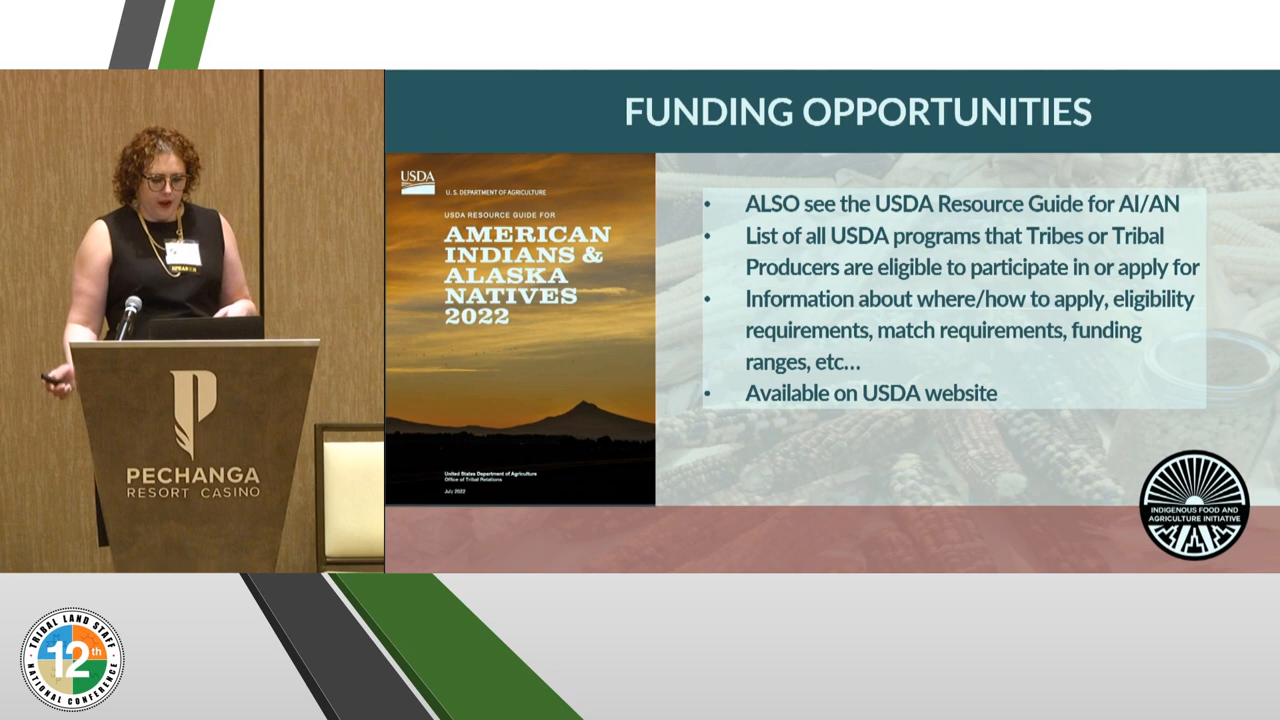 FUNDING OPPORTUNITIES
USDA
U. S. DEPARTMENT OF AGRICULTURE
USDA RESOURCE GUIDE FOR
AMERICAN
INDIANS &
ALASKA
NATIVES
2022
United States Department of Agriculture
Office of Tribal Relations
July 2022
• ALSO see the USDA Resource Guide for AI/AN
• List of all USDA programs that Tribes or Tribal
Producers are eligible to participate in or apply for
• Information about where/how to apply, eligibility
requirements, match requirements, funding
ranges, etc...
• Available on USDA website
INDIGENOUS FOOD AND
AGRICULTURE INITIATIVE
SPEAKER
PECHANGA
RESORT CASINO
TRIBAL LAND STAFF
12th
NATIONAL CONFERENCE